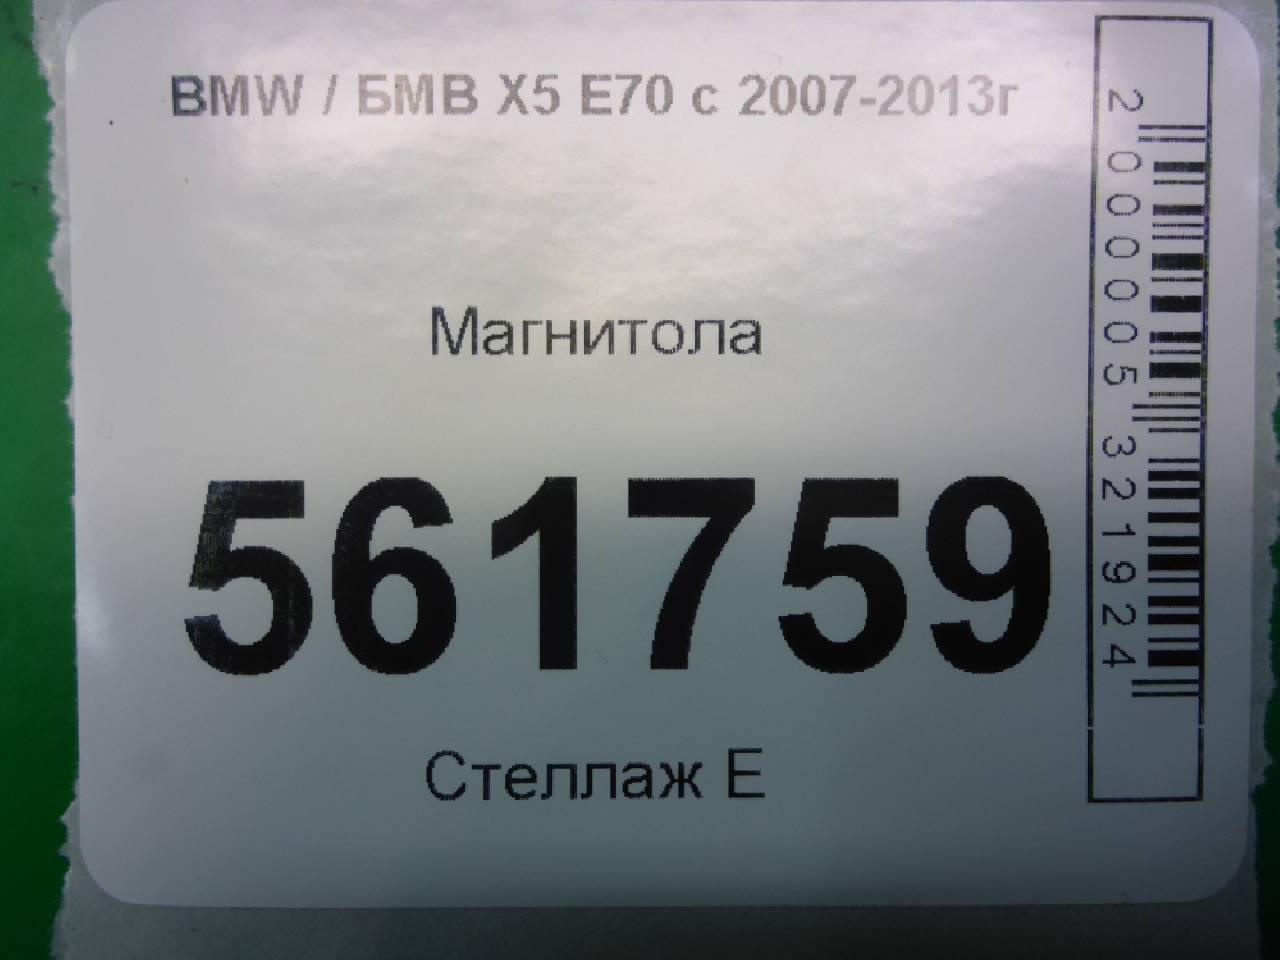 BMW / БМВ X5 E70 с 2007-2013г
Магнитола
561759
Стеллаж Е
2000005321924